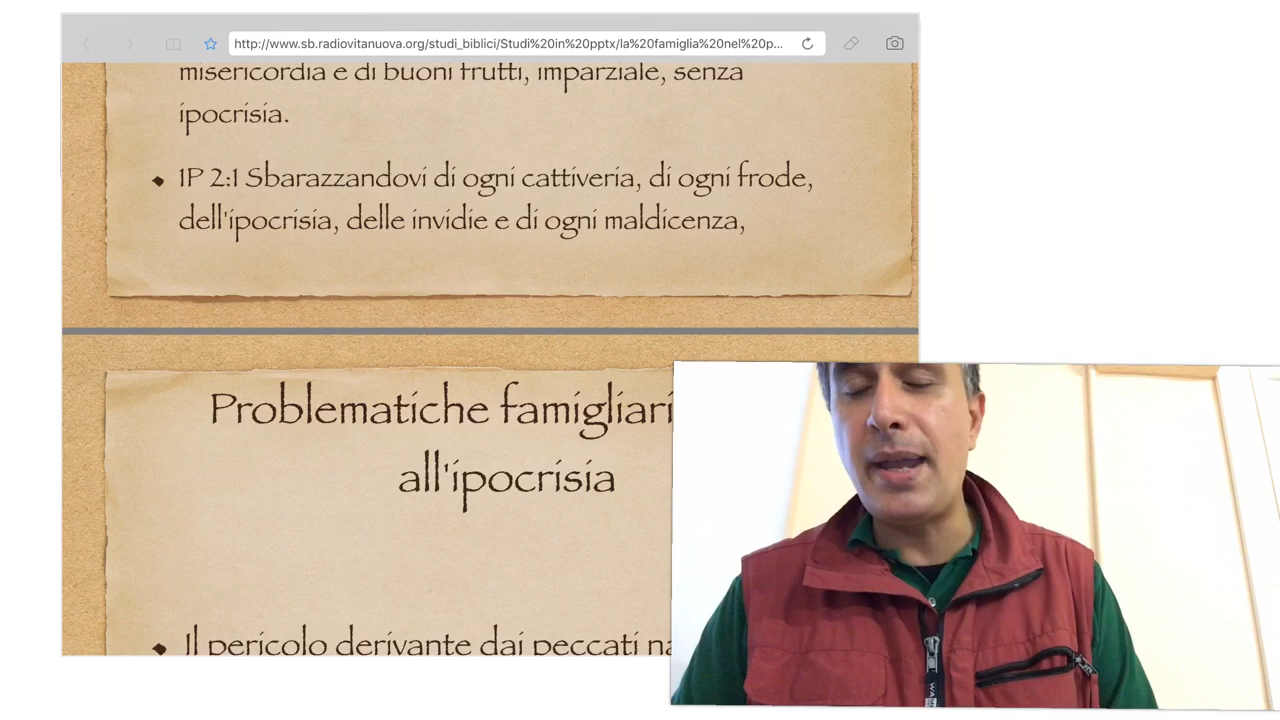 http://www.sb.radiovitanuova.org/studi_biblici/Studi%20in%20pptx/la%20famiglia%20nel%20p...
misericordia e di buoni frutti, imparziale, senza
ipocrisia.
1P 2:1 Sbarazzandovi di ogni cattiveria, di ogni frode,
dell'ipocrisia, delle invidie e di ogni maldicenza,
Problematiche famigliari
all'ipocrisia
Il pericolo derivante dai peccati na